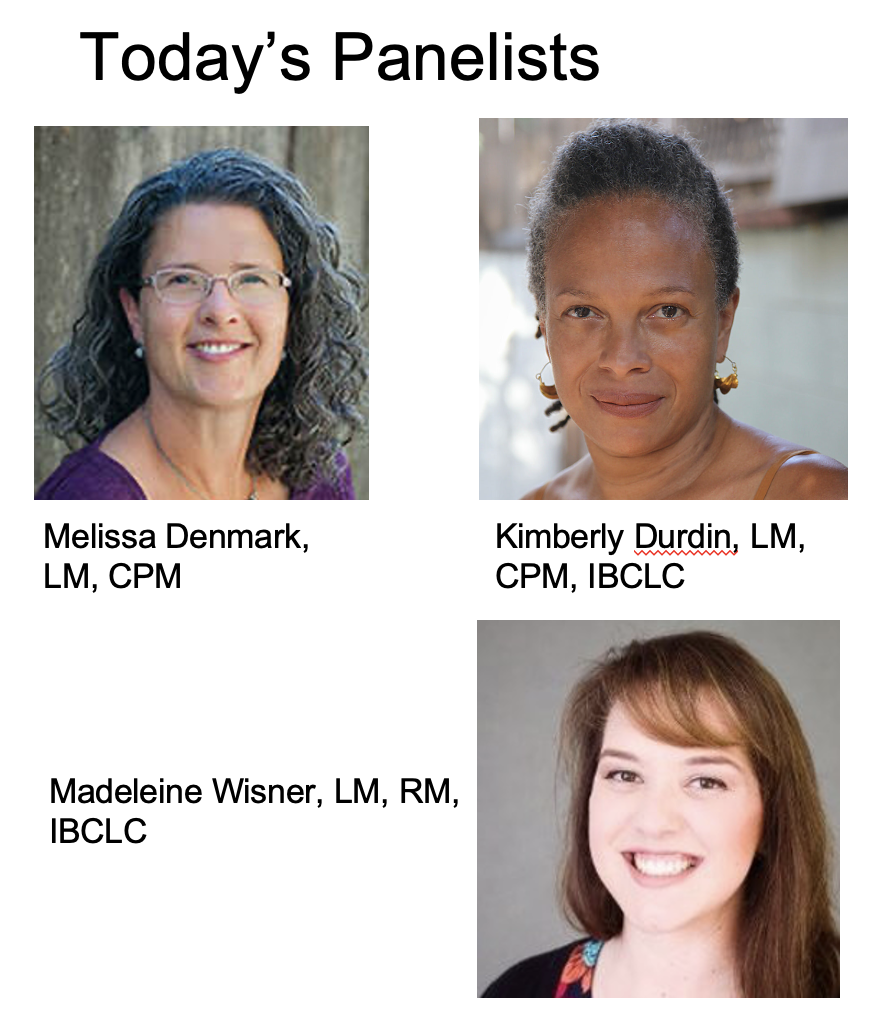 Today’s Panelists
Melissa Denmark,
LM, CPM
Kimberly Durdin, LM,
CPM, IBCLC
Madeleine Wisner, LM, RM,
IBCLC